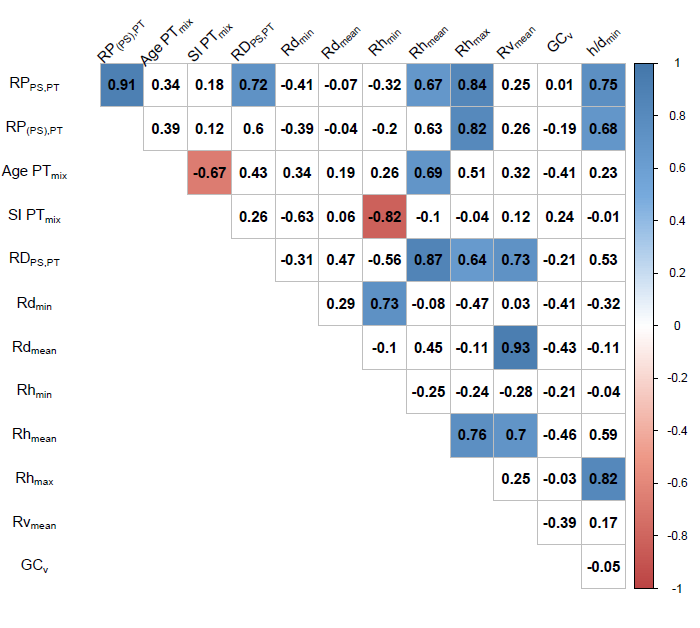 RP(PS),PT Age PTmix SI PTmix RDPS,PT Rdmin Rdmean Rhmin Rhmean Rhmax Rvmean GCv h/dmin
RPPS,PT 0.91 0.34 0.18 0.72 -0.41 -0.07 -0.32 0.67 0.84 0.25 0.01 0.75
RP(PS),PT 0.39 0.12 0.6 -0.39 -0.04 -0.2 0.63 0.82 0.26 -0.19 0.68
Age PTmix -0.67 0.43 0.34 0.19 0.26 0.69 0.51 0.32 -0.41 0.23
SI PTmix 0.26 -0.63 0.06 -0.82 -0.1 -0.04 0.12 0.24 -0.01
RDPS,PT -0.31 0.47 -0.56 0.87 0.64 0.73 -0.21 0.53
Rdmin 0.29 0.73 -0.08 -0.47 0.03 -0.41 -0.32
Rdmean -0.1 0.45 -0.11 0.93 -0.43 -0.11
Rhmin -0.25 -0.24 -0.28 -0.21 -0.04
Rhmean 0.76 0.7 -0.46 0.59
Rhmax 0.25 -0.03 0.82
Rvmean -0.39 0.17
GCv -0.05
1
0.8
0.6
0.4
0.2
0
-0.2
-0.4
-0.6
-0.8
-1